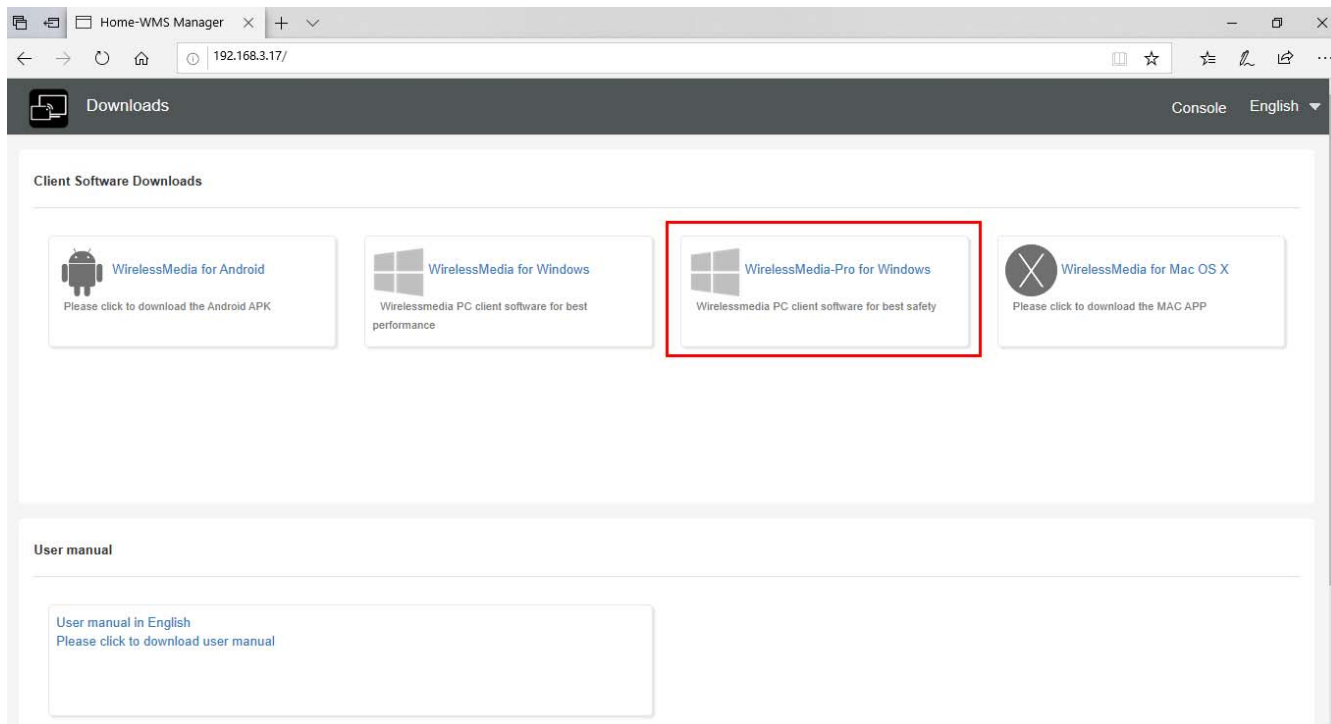 Home-WMS Manager
192.168.3.17/
Downloads
Console English
Client Software Downloads
WirelessMedia for Android
Please click to download the Android APK
WirelessMedia for Windows
Wirelessmedia PC client software for best
performance
WirelessMedia-Pro for Windows
Wirelessmedia PC client software for best safety
WirelessMedia for Mac OS X
Please click to download the MAC APP
User manual
User manual in English
Please click to download user manual